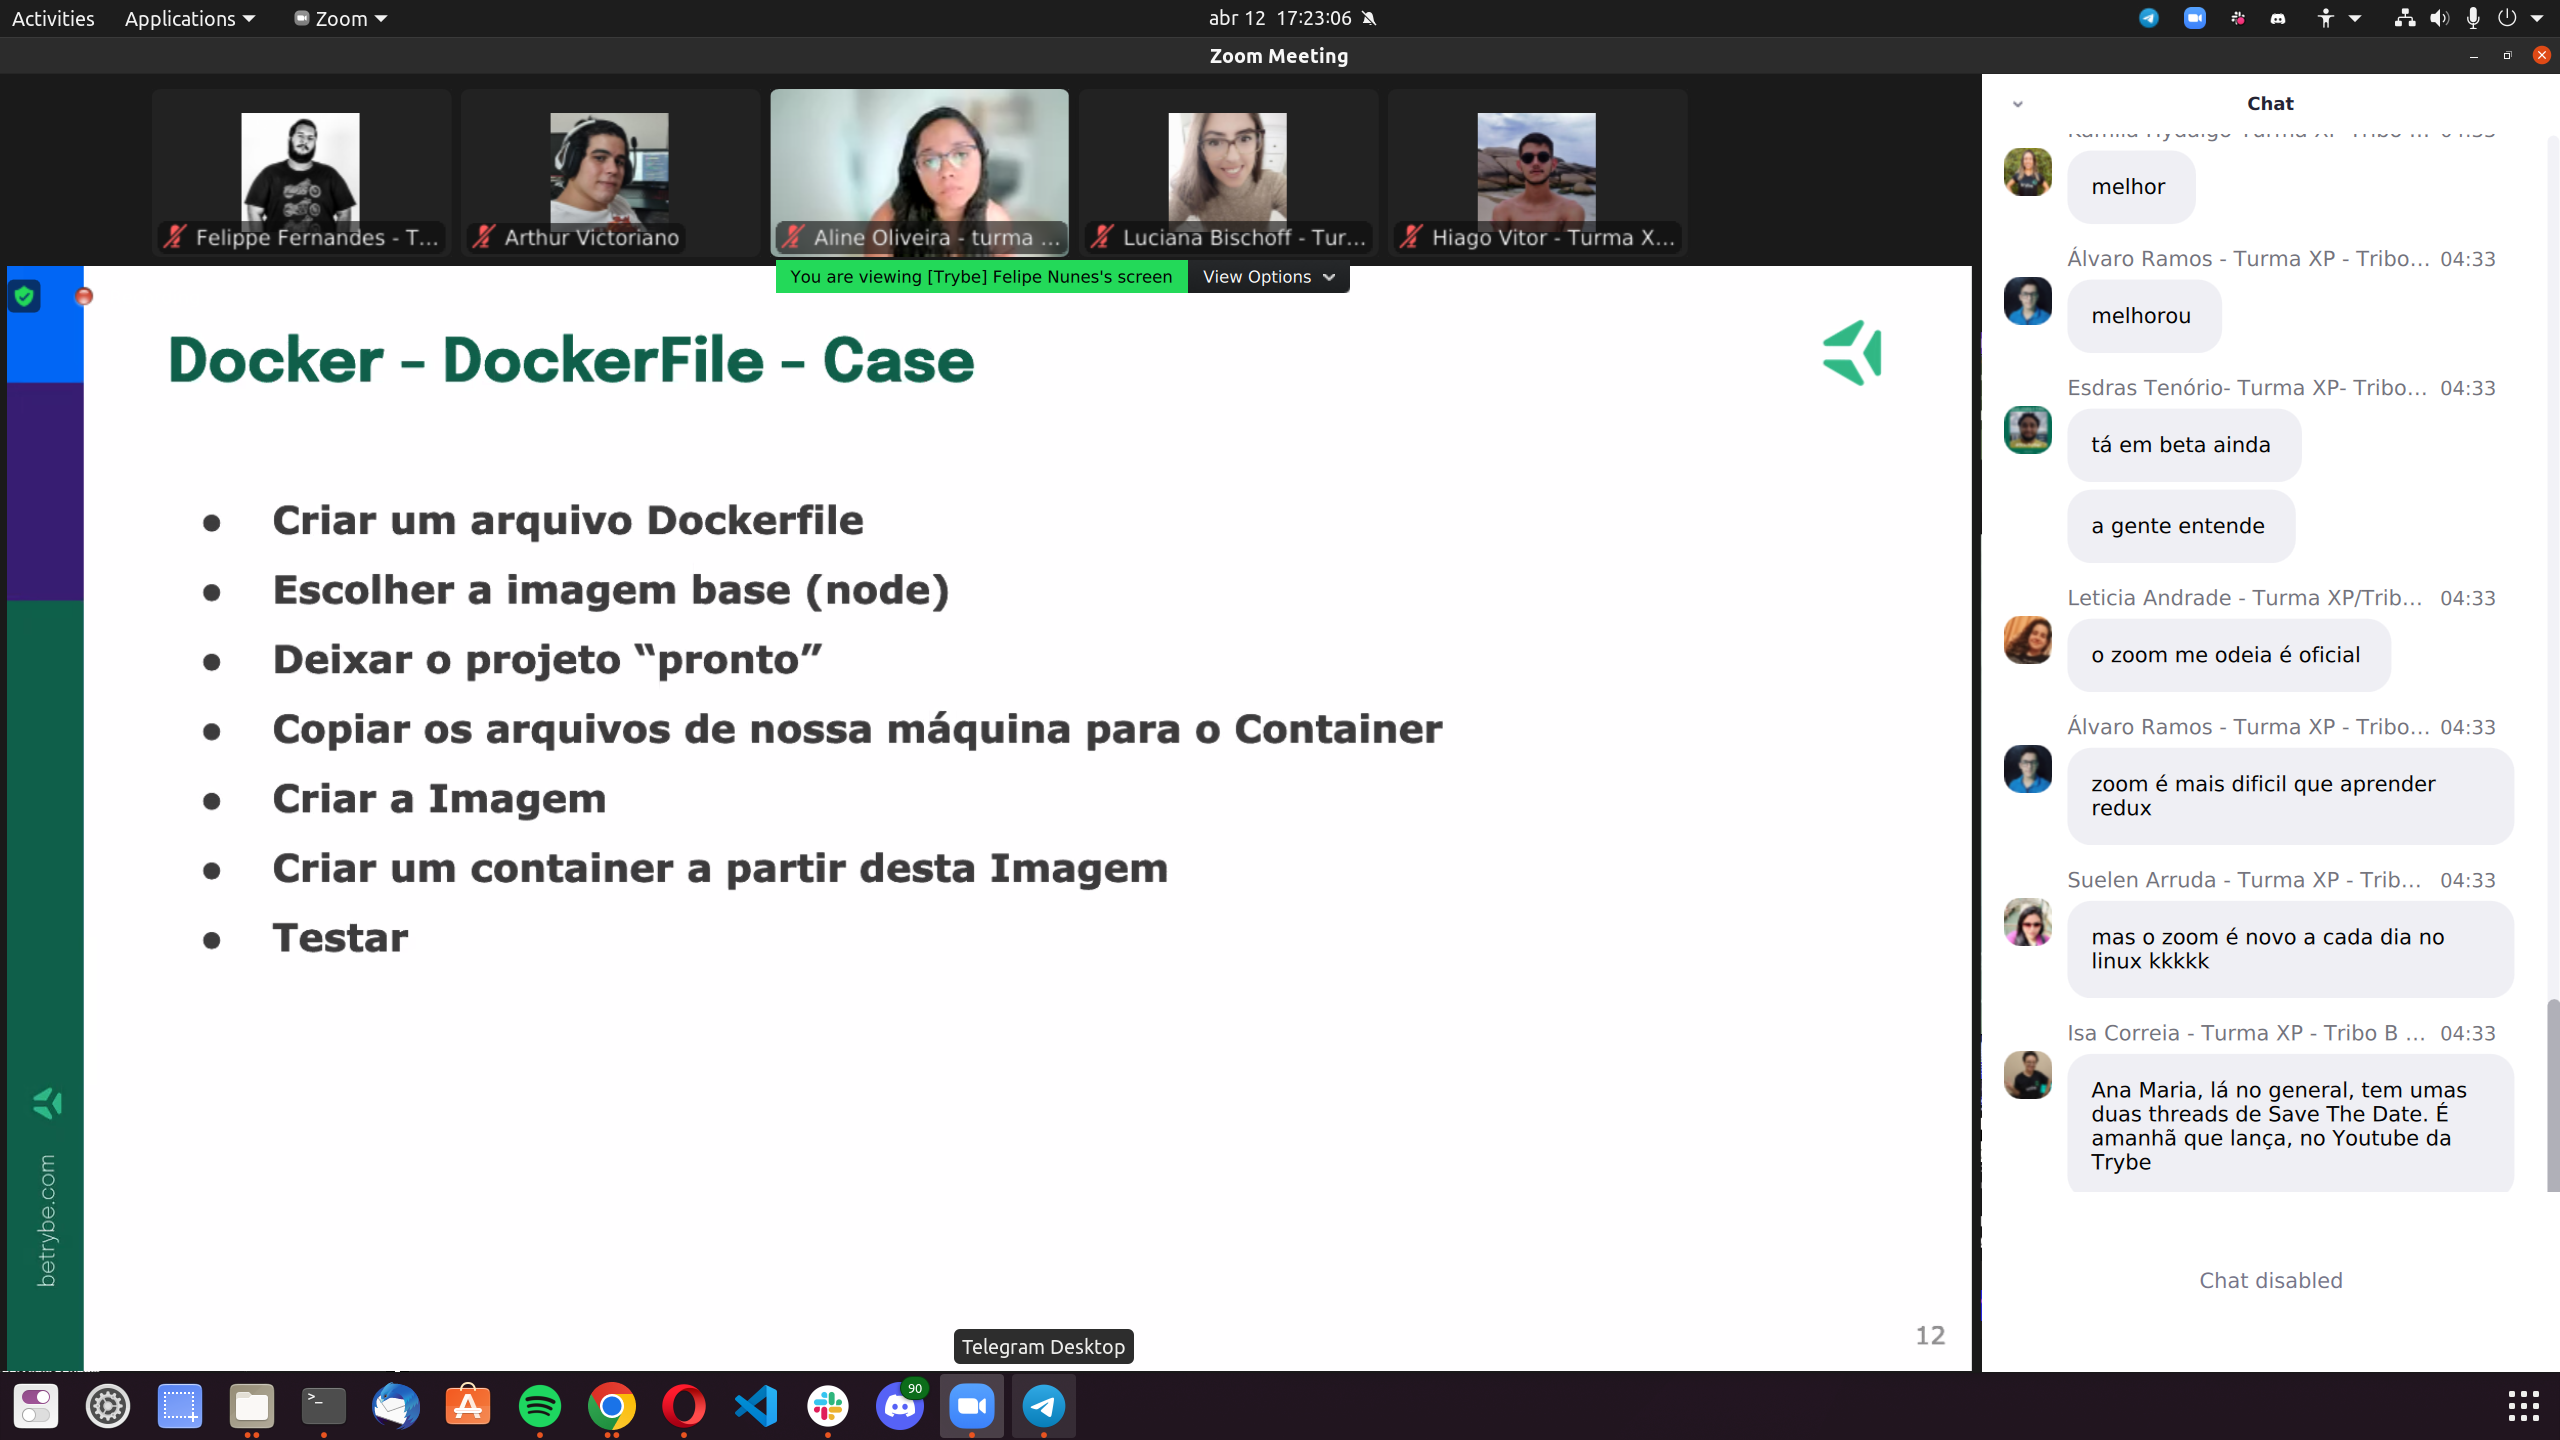 Activities Applications Zoom abr 12 17:23:06
Zoom Meeting
Felippe Fernandes - T...
Arthur Victoriano
Aline Oliveira - turma ...
Luciana Bischoff - Tur...
Hiago Vitor - Turma X...
You are viewing [Trybe] Felipe Nunes's screen View Options
Docker - DockerFile - Case
● Criar um arquivo Dockerfile
● Escolher a imagem base (node)
● Deixar o projeto “pronto”
● Copiar os arquivos de nossa máquina para o Container
● Criar a Imagem
● Criar um container a partir desta Imagem
● Testar
betrybe.com
12
Telegram Desktop
Chat
melhor
Álvaro Ramos - Turma XP - Tribo... 04:33
melhorou
Esdras Tenório- Turma XP- Tribo... 04:33
tá em beta ainda
a gente entende
Leticia Andrade - Turma XP/Trib... 04:33
o zoom me odeia é oficial
Álvaro Ramos - Turma XP - Tribo... 04:33
zoom é mais dificil que aprender
redux
Suelen Arruda - Turma XP - Trib... 04:33
mas o zoom é novo a cada dia no
linux kkkkk
Isa Correia - Turma XP - Tribo B ... 04:33
Ana Maria, lá no general, tem umas
duas threads de Save The Date. É
amanhã que lança, no Youtube da
Trybe
Chat disabled
90